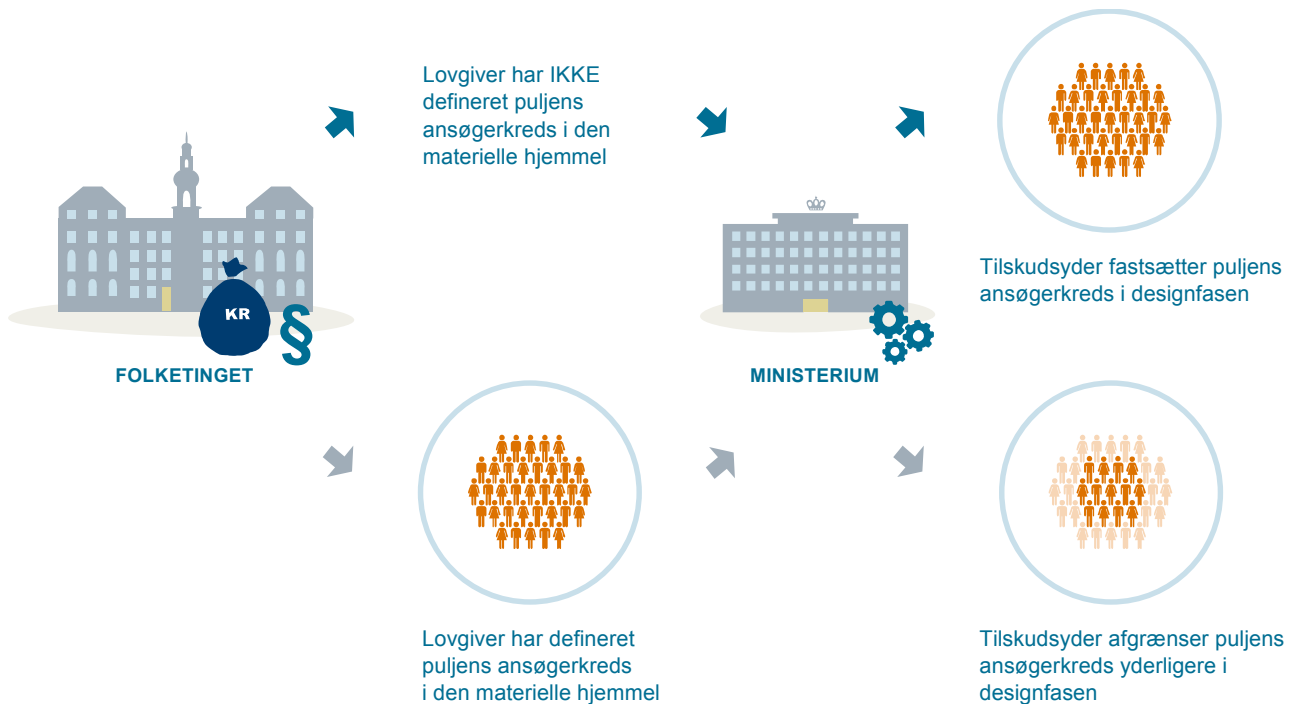 Lovgiver har IKKE
defineret puljens
ansøgerkreds i den
materielle hjemmel
Tilskudsyder fastsætter puljens
ansøgerkreds i designfasen
KR
§
FOLKETINGET
MINISTERIUM
Lovgiver har defineret
puljens ansøgerkreds
i den materielle hjemmel
Tilskudsyder afgrænser puljens
ansøgerkreds yderligere i
designfasen